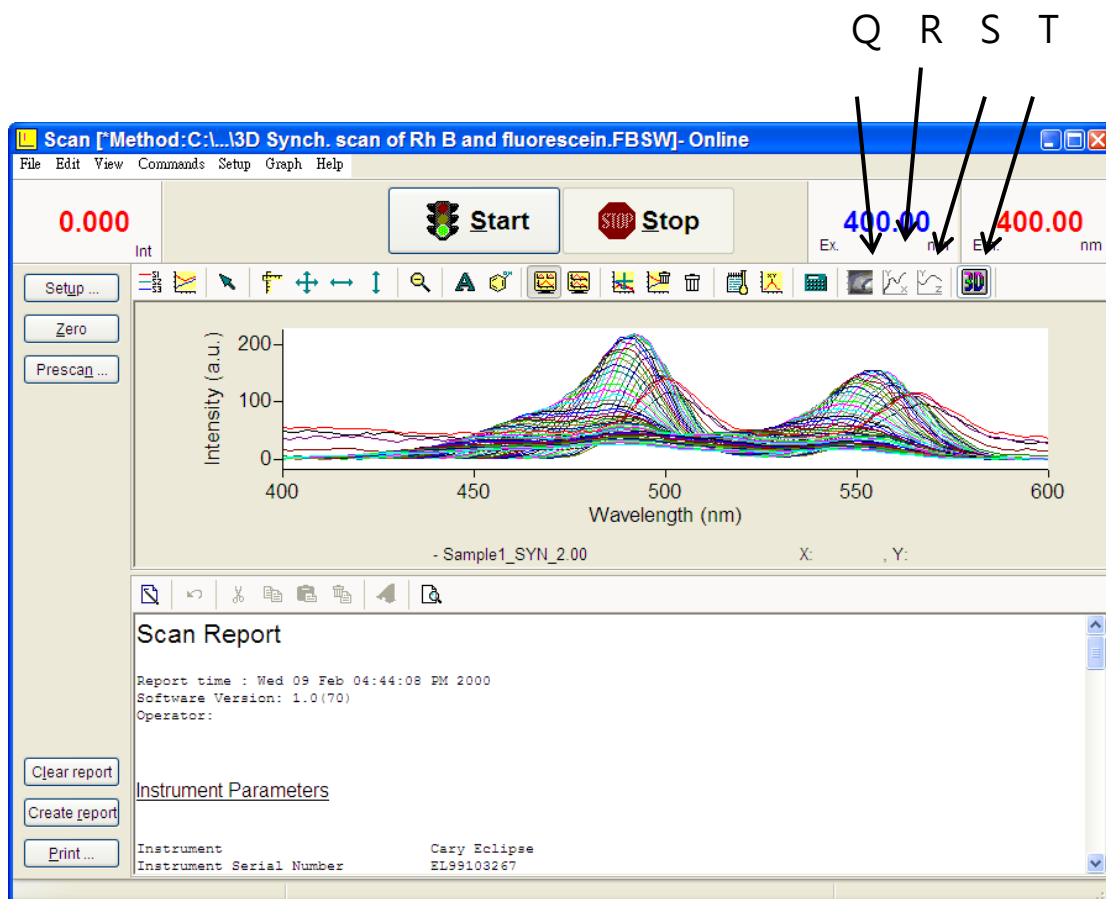 Q R S T
Scan [*Method:C:\...\3D Synch. scan of Rh B and fluorescein.FBSW]- Online
File Edit View Commands Setup Graph Help
0.000
Int
Start
Stop
400.00
Ex.
400.00
nm
Setup ...
Zero
Prescan ...
3D
Intensity (a.u.)
200
100
0
400 450 500 550 600
Wavelength (nm)
- Sample1_SYN_2.00 X: , Y:
Scan Report
Report time : Wed 09 Feb 04:44:08 PM 2000
Software Version: 1.0(70)
Operator:
Instrument Parameters
Instrument Cary Eclipse
Instrument Serial Number EL99103267
Clear report
Create report
Print ...